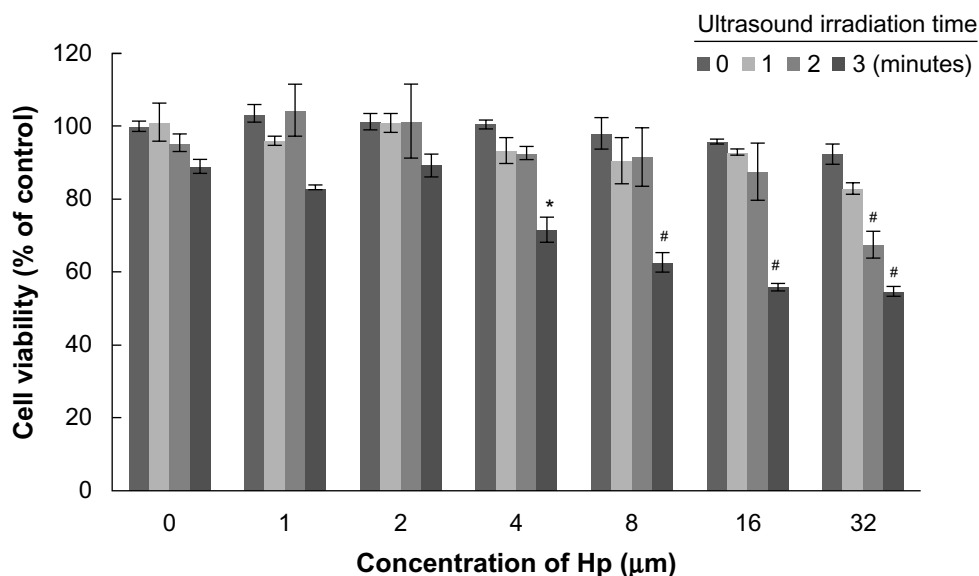 Ultrasound irradiation time
0 1 2 3 (minutes)
120
100
80
60
40
20
0
Cell viability (% of control)
*
#
#
#
#
0 1 2 4 8 16 32
Concentration of Hp (μm)